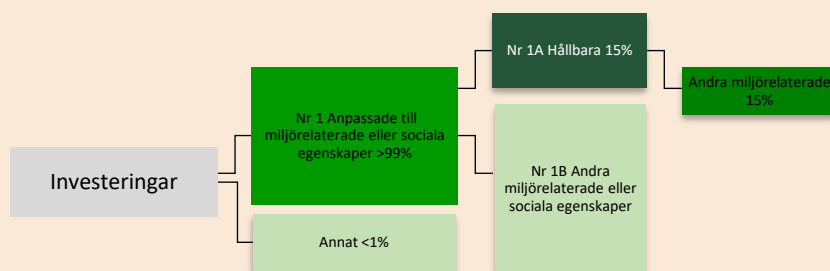 Investeringar
Nr 1 Anpassade till
miljörelaterade eller sociala
egenskaper >99%
Annat <1%
Nr 1A Hållbara 15%
Nr 1B Andra
miljörelaterade eller
sociala egenskaper
Andra miljörelaterade
15%